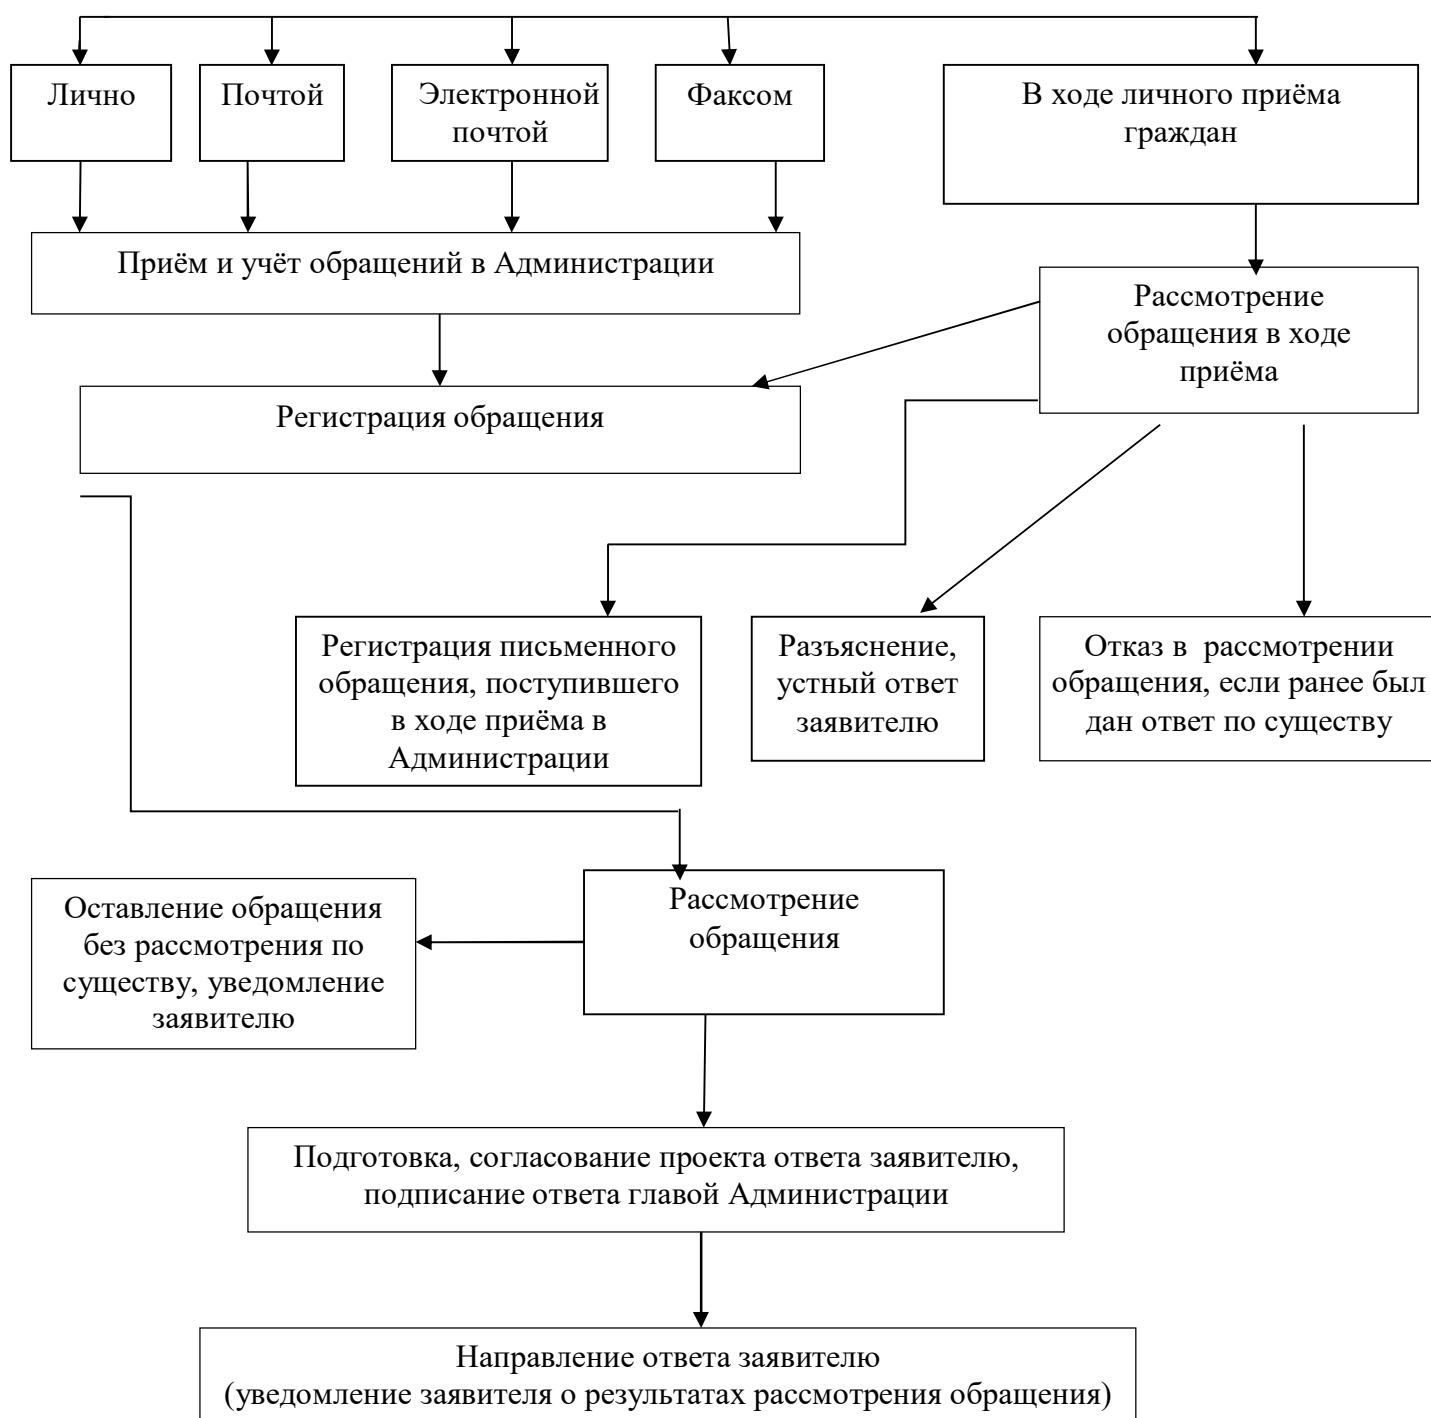 Лично
Почтой
Электронной
почтой
Факсом
В ходе личного приёма
граждан
Приём и учёт обращений в Администрации
Рассмотрение
обращения в ходе
приёма
Регистрация обращения
Регистрация письменного
обращения, поступившего
в ходе приёма в
Администрации
Разъяснение,
устный ответ
заявителю
Отказ в  рассмотрении
обращения, если ранее был
дан ответ по существу
Рассмотрение
обращения
Оставление обращения
без рассмотрения по
существу, уведомление
заявителю
Подготовка, согласование проекта ответа заявителю,
подписание ответа главой Администрации
Направление ответа заявителю
(уведомление заявителя о результатах рассмотрения обращения)